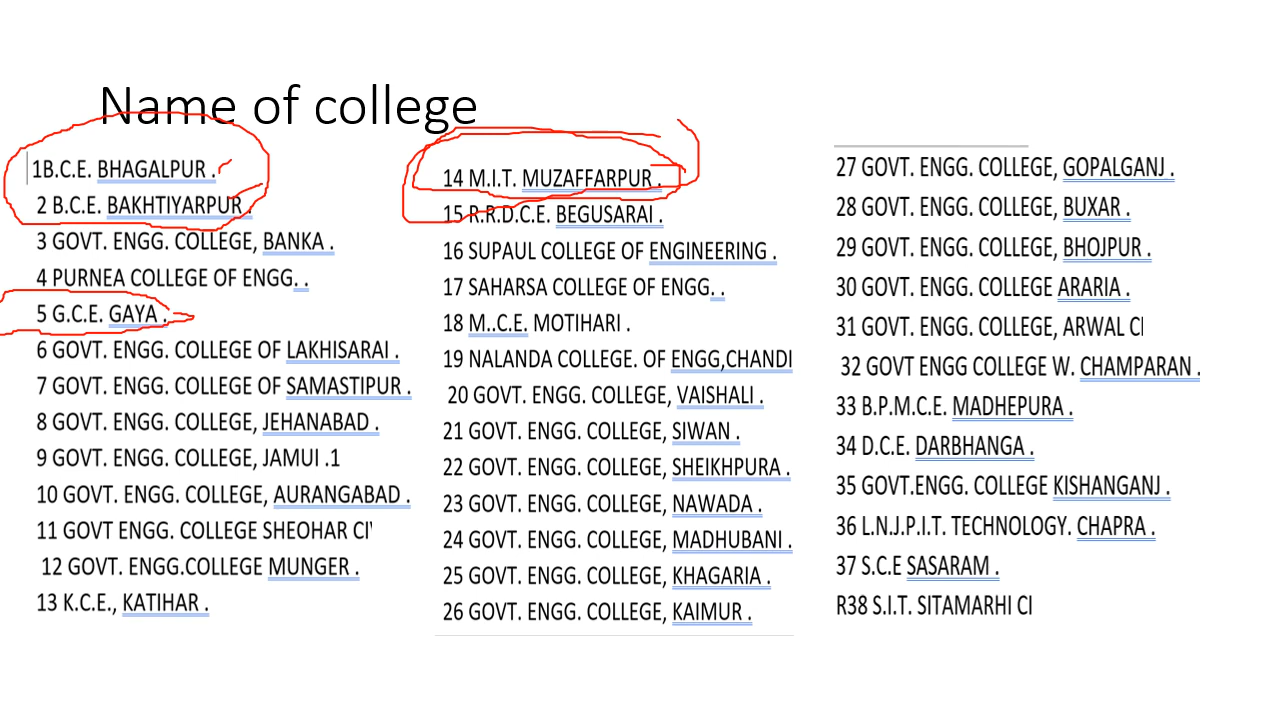 Name of college
1B.C.E. BHAGALPUR .
2 B.C.E. BAKHTIYARPUR .
3 GOVT. ENGG. COLLEGE, BANKA .
4 PURNEA COLLEGE OF ENGG. .
5 G.C.E. GAYA .
6 GOVT. ENGG. COLLEGE OF LAKHISARAI .
7 GOVT. ENGG. COLLEGE OF SAMASTIPUR .
8 GOVT. ENGG. COLLEGE, JEHANABAD .
9 GOVT. ENGG. COLLEGE, JAMUI .1
10 GOVT. ENGG. COLLEGE, AURANGABAD .
11 GOVT ENGG. COLLEGE SHEOHAR
12 GOVT. ENGG.COLLEGE MUNGER .
13 K.C.E., KATIHAR .
14 M.I.T. MUZAFFARPUR .
15 R.R.D.C.E. BEGUSARAI .
16 SUPAUL COLLEGE OF ENGINEERING .
17 SAHARSA COLLEGE OF ENGG. .
18 M..C.E. MOTIHARI .
19 NALANDA COLLEGE. OF ENGG,CHANDI
20 GOVT. ENGG. COLLEGE, VAISHALI .
21 GOVT. ENGG. COLLEGE, SIWAN .
22 GOVT. ENGG. COLLEGE, SHEIKHPURA .
23 GOVT. ENGG. COLLEGE, NAWADA .
24 GOVT. ENGG. COLLEGE, MADHUBANI .
25 GOVT. ENGG. COLLEGE, KHAGARIA .
26 GOVT. ENGG. COLLEGE, KAIMUR .
27 GOVT. ENGG. COLLEGE, GOPALGANJ .
28 GOVT. ENGG. COLLEGE, BUXAR .
29 GOVT. ENGG. COLLEGE, BHOJPUR .
30 GOVT. ENGG. COLLEGE ARARIA .
31 GOVT. ENGG. COLLEGE, ARWAL
32 GOVT ENGG COLLEGE W. CHAMPARAN .
33 B.P.M.C.E. MADHEPURA .
34 D.C.E. DARBHANGA .
35 GOVT.ENGG. COLLEGE KISHANGANJ .
36 L.N.J.P.I.T. TECHNOLOGY. CHAPRA .
37 S.C.E SASARAM .
R38 S.I.T. SITAMARHI